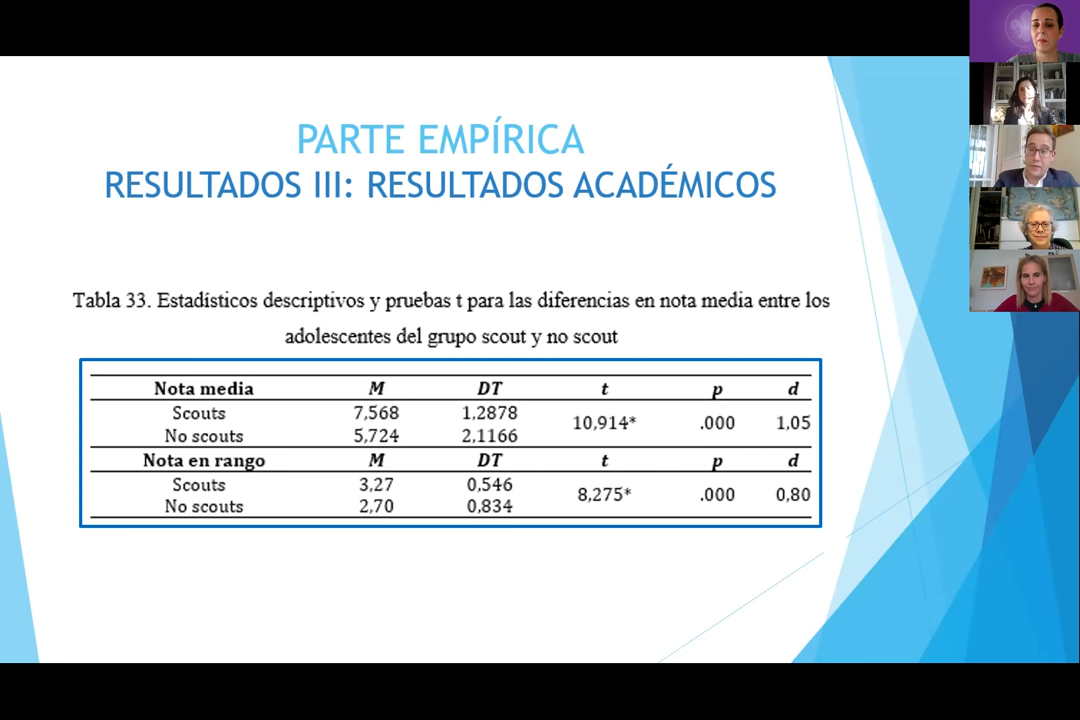 PARTE EMPÍRICA
RESULTADOS III: RESULTADOS ACADÉMICOS
Tabla 33. Estadísticos descriptivos y pruebas t para las diferencias en nota media entre los
adolescentes del grupo scout y no scout
Nota media M DT t p d
Scouts 7,568 1,2878
10,914* .000 1,05
No scouts 5,724 2,1166
Nota en rango M DT t p d
Scouts 3,27 0,546
8,275* .000 0,80
No scouts 2,70 0,834